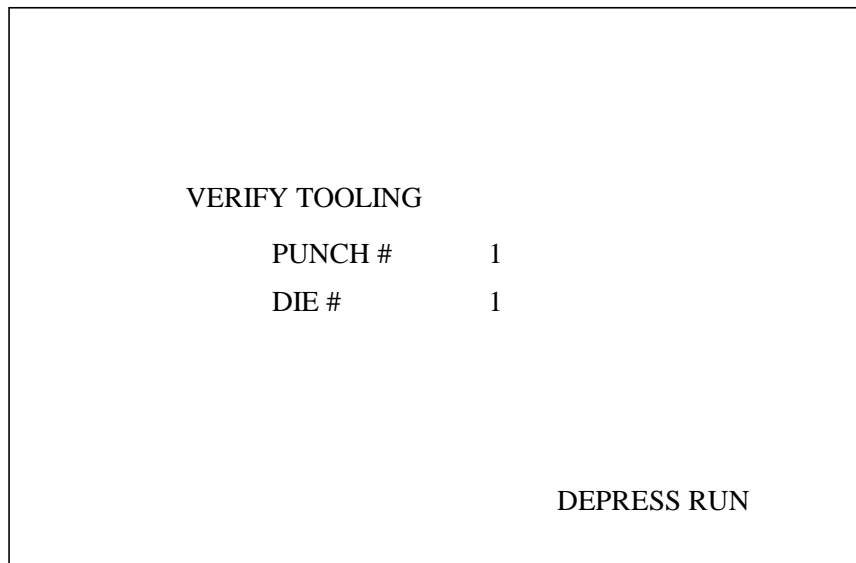 VERIFY TOOLING
PUNCH # 1
DIE # 1
DEPRESS RUN